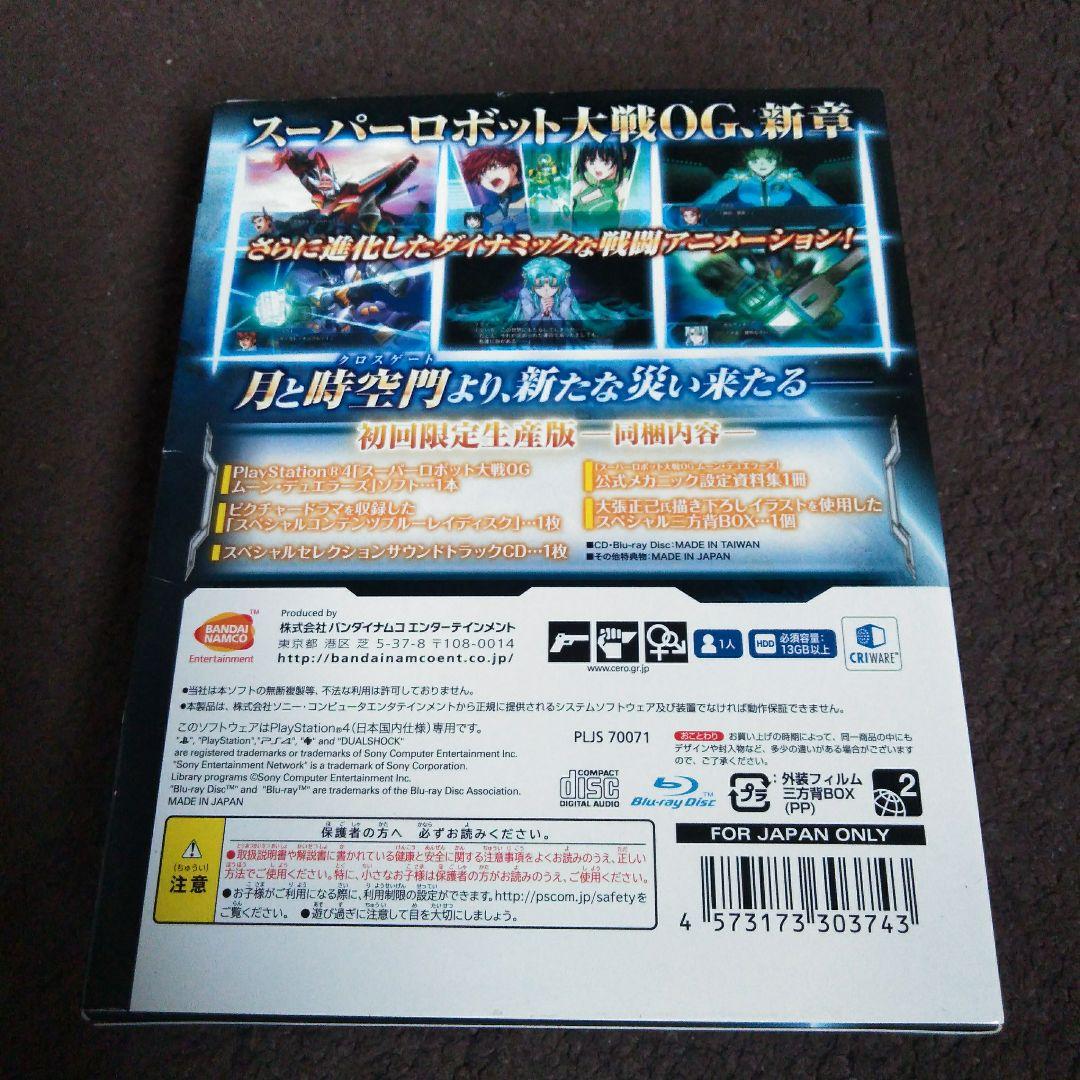 スーパーロボット大戦OG、新章
さらに進化したダイナミックな戦闘アニメーション!
クロスゲート
月と時空門より、新たな災い来たる――
初回限定生産版 ―同梱内容―
PlayStation®4「スーパーロボット大戦OG
ムーン・デュエラーズ」ソフト…1本
ピクチャードラマを収録した
「スペシャルコンテンツブルーレイディスク」…1枚
スペシャルセレクションサウンドトラックCD…1枚
「スーパーロボット大戦OG ムーン・デュエラーズ」
公式メカニック設定資料集1冊
大張正己氏描き下ろしイラストを使用した
スペシャル三方背BOX…1個
■CD・Blu-ray Disc:MADE IN TAIWAN
■その他特典物:MADE IN JAPAN
BANDAI
NAMCO
TM
Entertainment
Produced by
株式会社 バンダイナムコ エンターテインメント
東京都 港区 芝 5-37-8 〒108-0014
http://bandainamcoent.co.jp/
www.cero.gr.jp
1人
HDD 必須容量:
13GB以上
CRIWARE™
●当社は本ソフトの無断複製等、不法な利用は許可しておりません。
●本製品は、株式会社ソニー・コンピュータエンタテインメントから正規に提供されるシステムソフトウェア及び装置でなければ動作保証できません。
このソフトウェアはPlayStation®4(日本国内仕様)専用です。
"PlayStation", "PS4", and "DUALSHOCK"
are registered trademarks or trademarks of Sony Computer Entertainment Inc.
"Sony Entertainment Network" is a trademark of Sony Corporation.
Library programs ©Sony Computer Entertainment Inc.
"Blu-ray Disc™" and "Blu-ray™" are trademarks of the Blu-ray Disc Association.
MADE IN JAPAN
PLJS 70071
おことわり お買い上げの時期によって、同一商品の中にも
デザインや封入物など、多少の違いがある場合がございます
ので、ご了承ください。
COMPACT
disc
DIGITAL AUDIO
Blu-ray Disc™
プラ
:外装フィルム
三方背BOX
(PP)
2
FOR JAPAN ONLY
(ちゅうい)
注意
保護者の方へ 必ずお読みください。
●取扱説明書や解説書に書かれている健康と安全に関する注意事項をよくお読みのうえ、正しい
方法でご使用ください。特に、小さなお子様は保護者の方がお読みのうえ、ご使用ください。
●お子様がご利用になる際に、利用制限の設定ができます。http://pscom.jp/safetyを
ご覧ください。 ●遊び過ぎに注意して目を大切にしましょう。
4 573173 303743